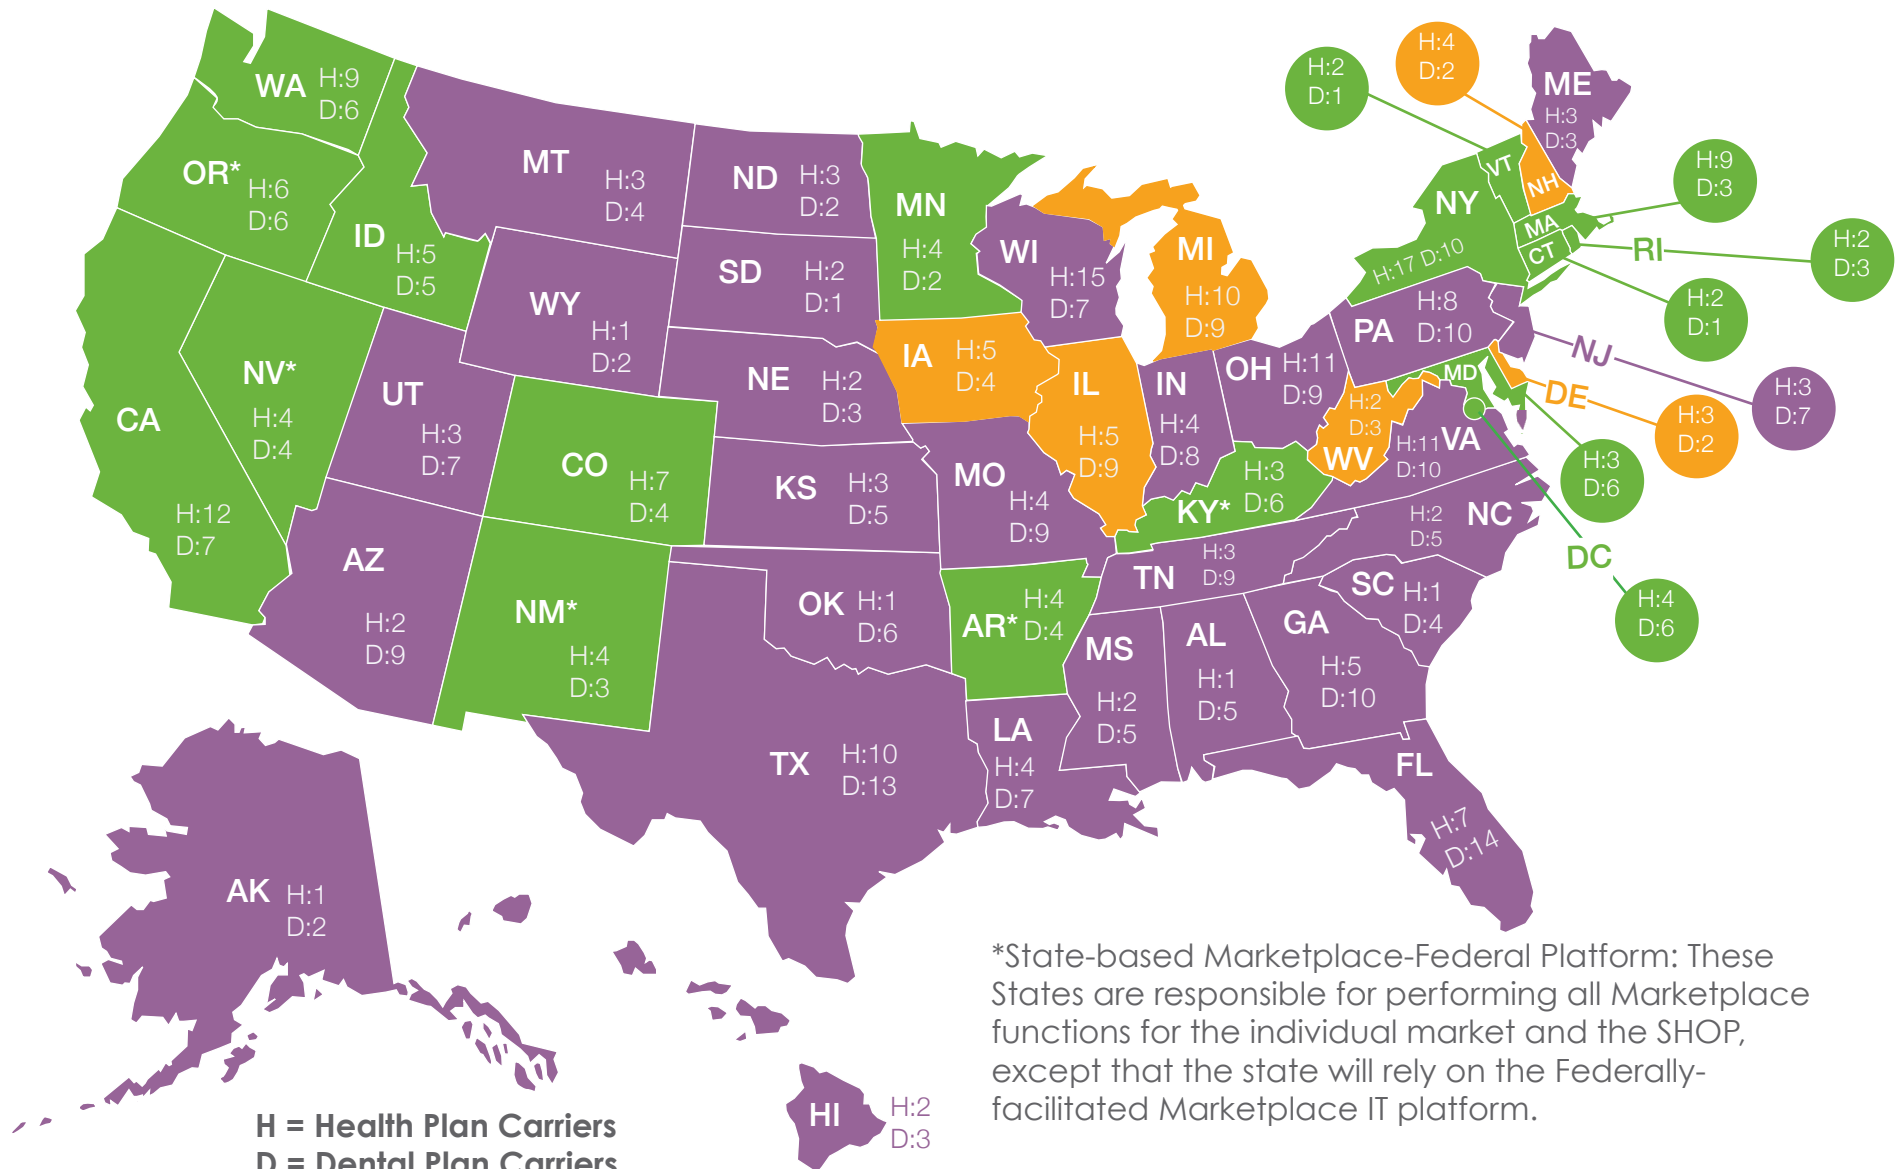 WA H:9
D:6
OR* H:6
D:6
ID H:5
D:5
MT H:3
D:4
ND H:3
D:2
MN
H:4
D:2
WI
H:15
D:7
MI
H:10
D:9
NY
H:17 D:10
VT
H:2
D:1
NH
H:4
D:2
ME
H:3
D:3
MA
H:9
D:3
RI
H:2
D:3
CT
H:2
D:1
NJ
H:3
D:7
DE
H:3
D:2
MD
H:3
D:6
DC
H:4
D:6
PA H:8
D:10
OH H:11
D:9
IN
H:4
D:8
IL
H:5
D:9
IA H:5
D:4
SD H:2
D:1
WY H:1
D:2
NE H:2
D:3
NV*
H:4
D:4
UT
H:3
D:7
CA
H:12
D:7
CO H:7
D:4
KS H:3
D:5
MO
H:4
D:9
KY* H:3
D:6
H:2
D:3
WV
VA
H:11
D:10
NC H:2
D:5
TN H:3
D:9
SC H:1
D:4
AZ
H:2
D:9
NM*
H:4
D:3
OK H:1
D:6
AR* H:4
D:4
MS
H:2
D:5
AL
H:1
D:5
GA
H:5
D:10
TX H:10
D:13
LA
H:4
D:7
FL
H:7
D:14
AK H:1
D:2
HI H:2
D:3
*State-based Marketplace-Federal Platform: These
States are responsible for performing all Marketplace
functions for the individual market and the SHOP,
except that the state will rely on the Federally-
facilitated Marketplace IT platform.
H = Health Plan Carriers
D = Dental Plan Carriers